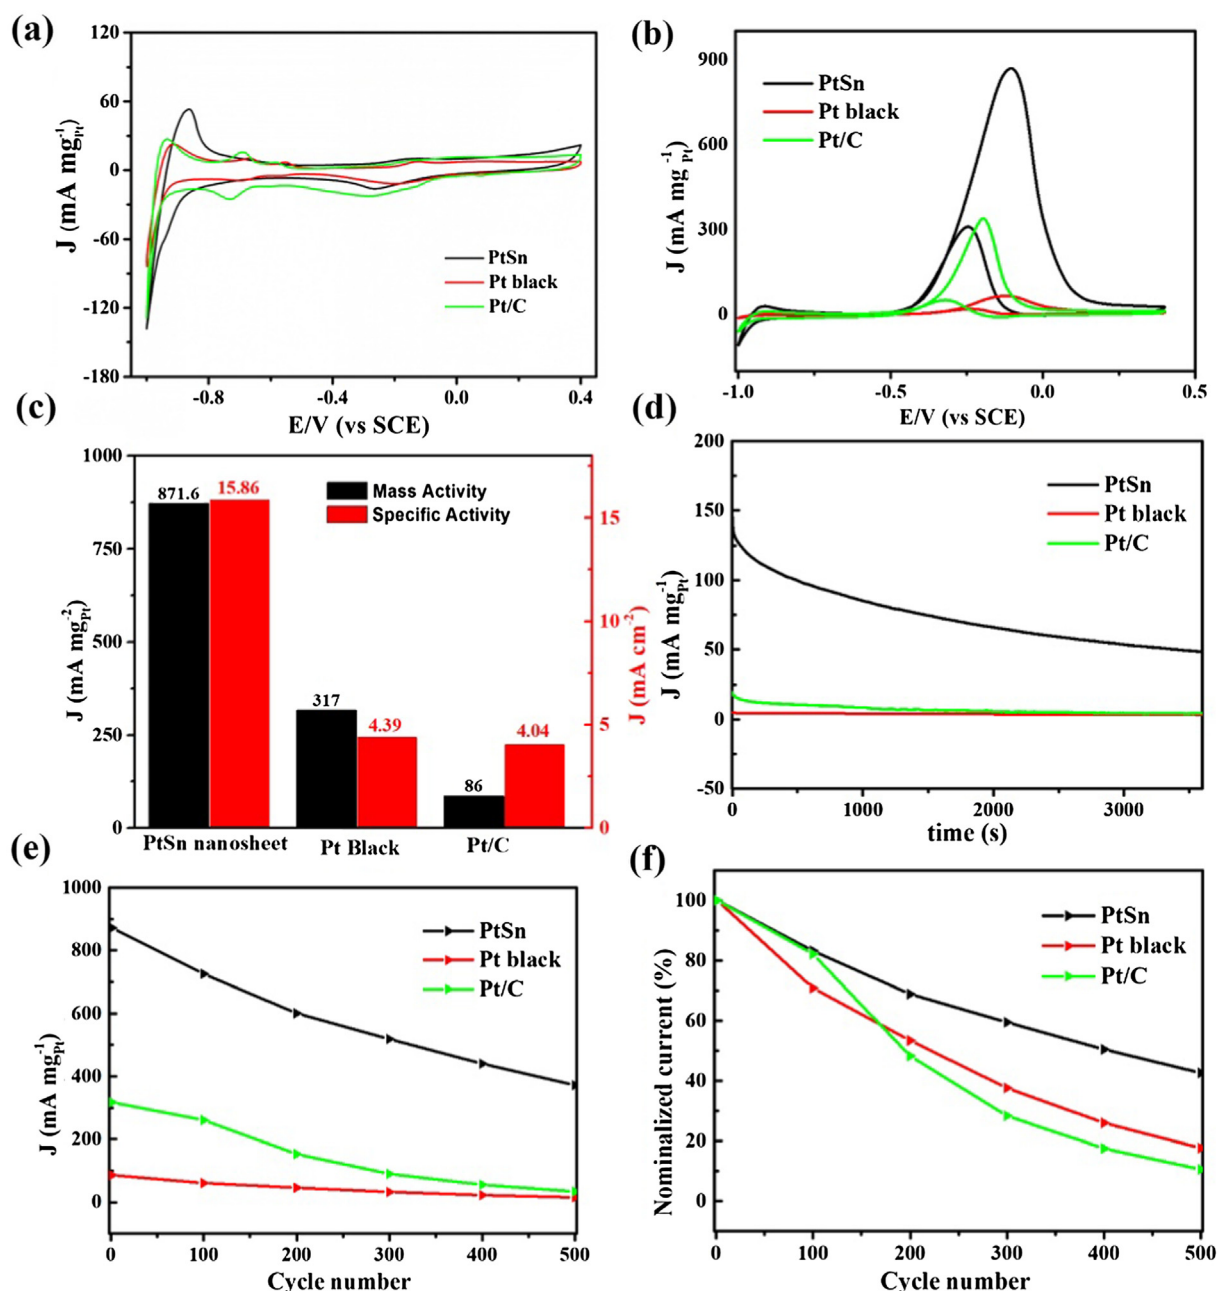 (a)
120
60
0
-60
-120
-180
J (mA mg⁻¹Pt)
PtSn
Pt black
Pt/C
-0.8
-0.4
0.0
0.4
E/V (vs SCE)
(b)
900
600
300
0
J (mA mg⁻¹Pt)
PtSn
Pt black
Pt/C
-1.0
-0.5
0.0
0.5
E/V (vs SCE)
(c)
1000
750
500
250
0
J (mA mg⁻²Pt)
871.6
15.86
317
4.39
86
4.04
Mass Activity
Specific Activity
15
10
5
0
J (mA cm⁻²)
PtSn nanosheet
Pt Black
Pt/C
(d)
200
150
100
50
0
-50
J (mA mg⁻¹Pt)
PtSn
Pt black
Pt/C
0
1000
2000
3000
time (s)
(e)
1000
800
600
400
200
0
J (mA mg⁻¹Pt)
PtSn
Pt black
Pt/C
0
100
200
300
400
500
Cycle number
(f)
100
80
60
40
20
0
Nominalized current (%)
PtSn
Pt black
Pt/C
0
100
200
300
400
500
Cycle number